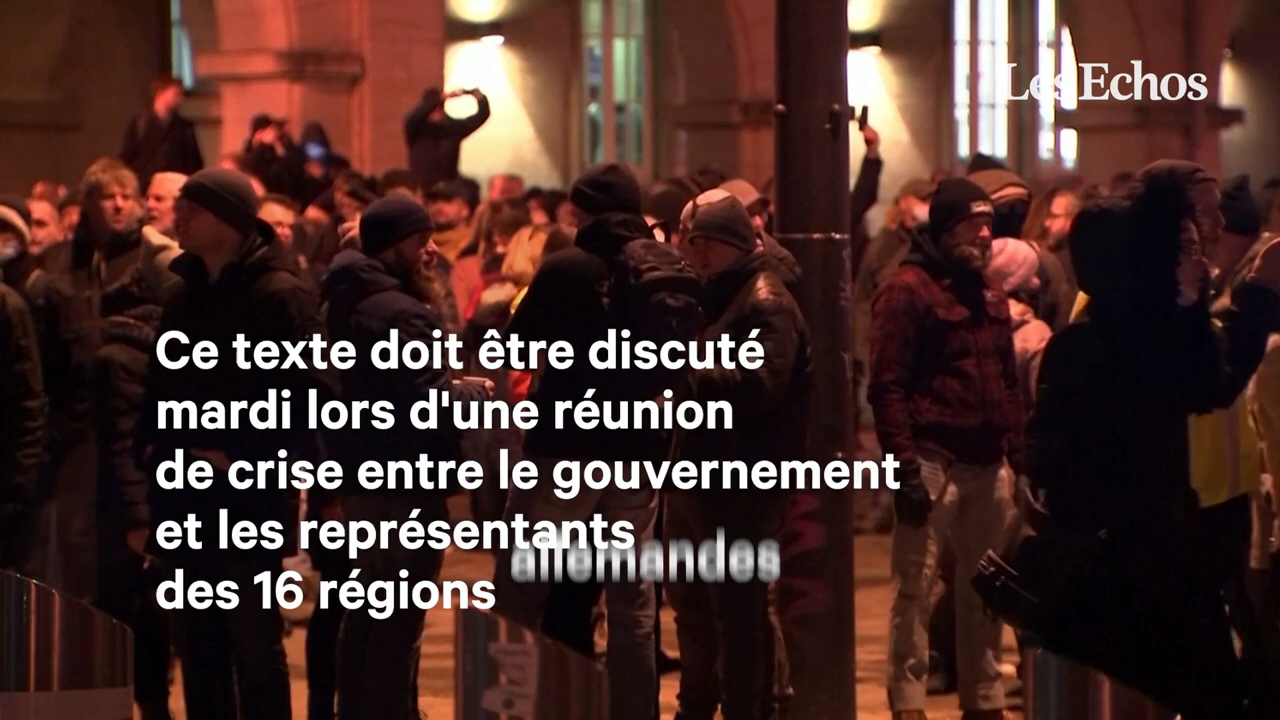 Les Echos
Ce texte doit être discuté
mardi lors d'une réunion
de crise entre le gouvernement
et les représentants
des 16 régions allemandes